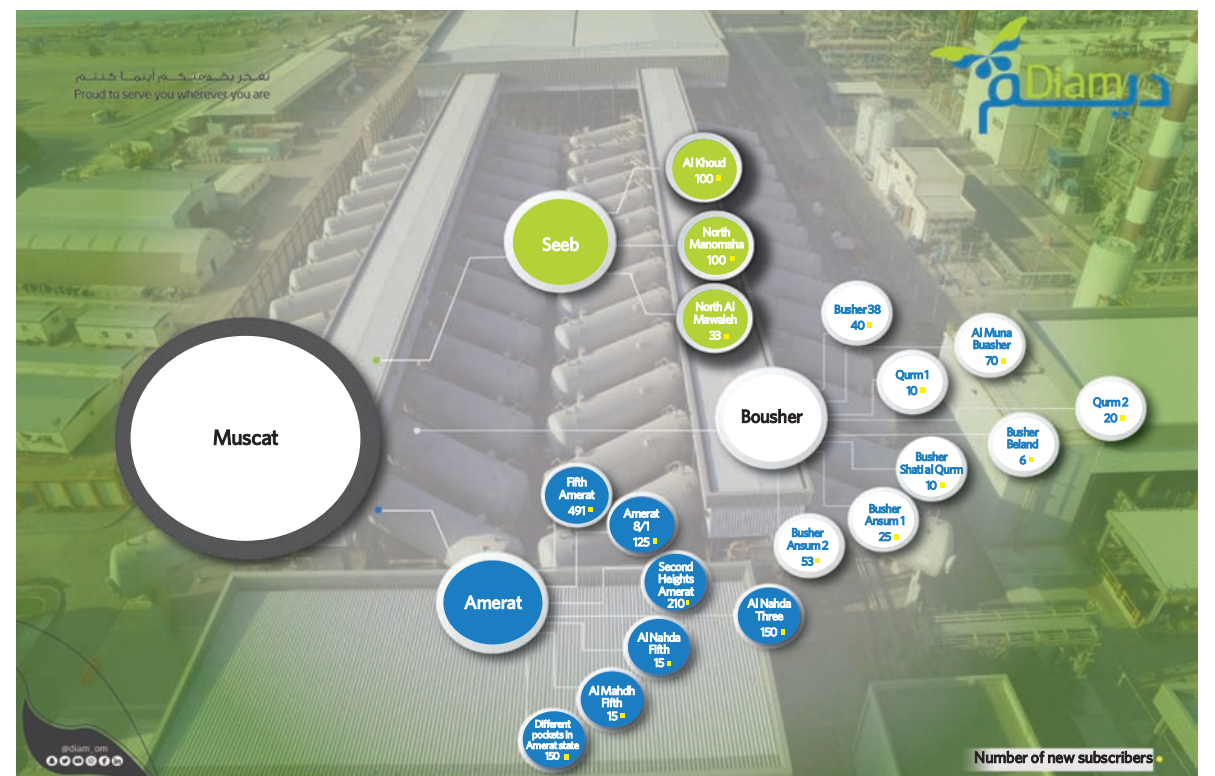 نفخر بخدمتكم أينما كنتم
Proud to serve you wherever you are
ديم
Diam
Muscat
Seeb
Al Khoud
100
North
Manomaha
100
North Al
Mawaleh
33
Bousher
Busher 38
40
Al Muna
Buasher
70
Qurm 1
10
Qurm 2
20
Busher
Beland
6
Busher
Shati al Qurm
10
Busher
Ansum 1
25
Busher
Ansum 2
53
Amerat
Fifth
Amerat
491
Amerat
8/1
125
Second
Heights
Amerat
210
Al Nahda
Three
150
Al Nahda
Fifth
15
Al Mahdh
Fifth
15
Different
pockets in
Amerat state
150
@diam_om
Number of new subscribers